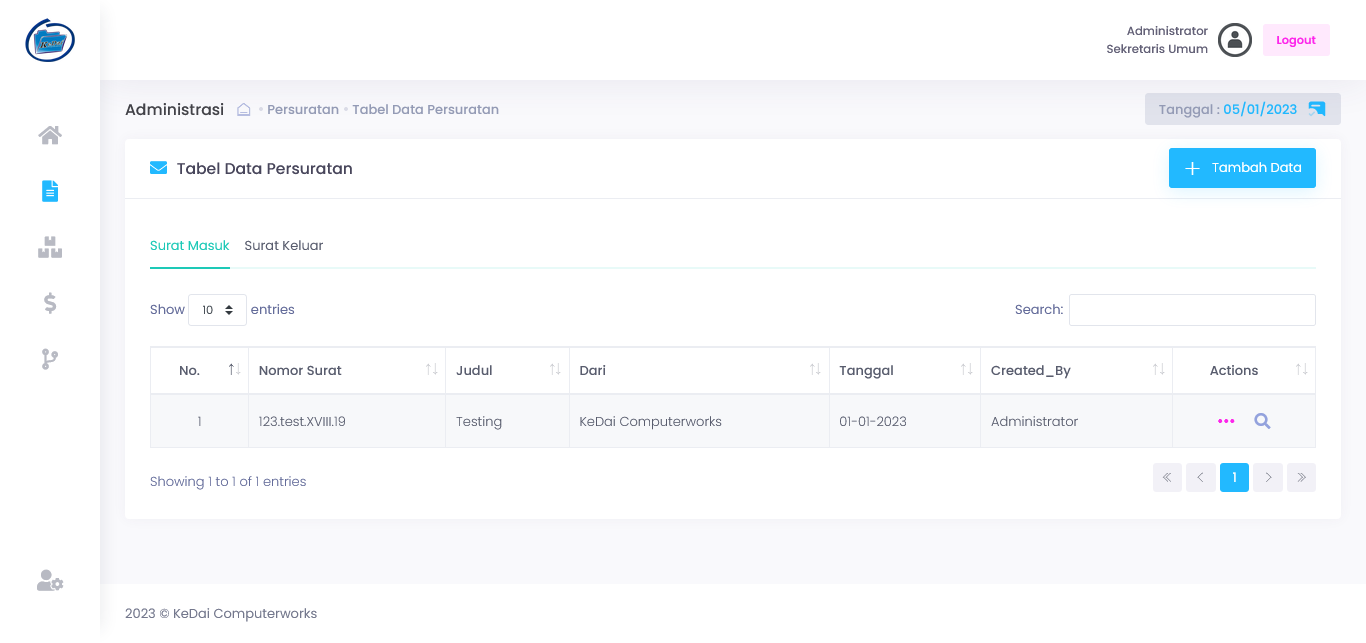 Administrator
Sekretaris Umum
Logout
Administrasi • Persuratan • Tabel Data Persuratan
Tanggal : 05/01/2023
Tabel Data Persuratan
Tambah Data
Surat Masuk Surat Keluar
Show 10 entries
Search:
No. Nomor Surat Judul Dari Tanggal Created_By Actions
1 123.test.XVIII.19 Testing KeDai Computerworks 01-01-2023 Administrator
Showing 1 to 1 of 1 entries
1
2023 © KeDai Computerworks